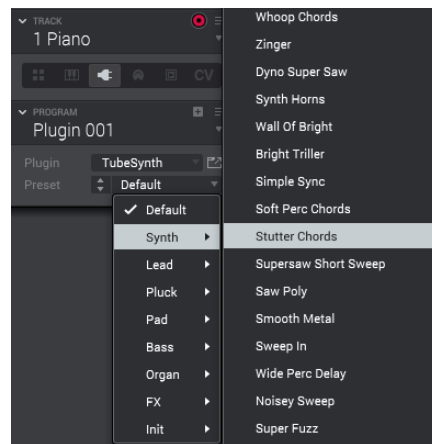 TRACK
1 Piano
CV
PROGRAM
Plugin 001
Plugin TubeSynth
Preset Default
Default
Synth
Lead
Pluck
Pad
Bass
Organ
FX
Init
Whoop Chords
Zinger
Dyno Super Saw
Synth Horns
Wall Of Bright
Bright Triller
Simple Sync
Soft Perc Chords
Stutter Chords
Supersaw Short Sweep
Saw Poly
Smooth Metal
Sweep In
Wide Perc Delay
Noisey Sweep
Super Fuzz